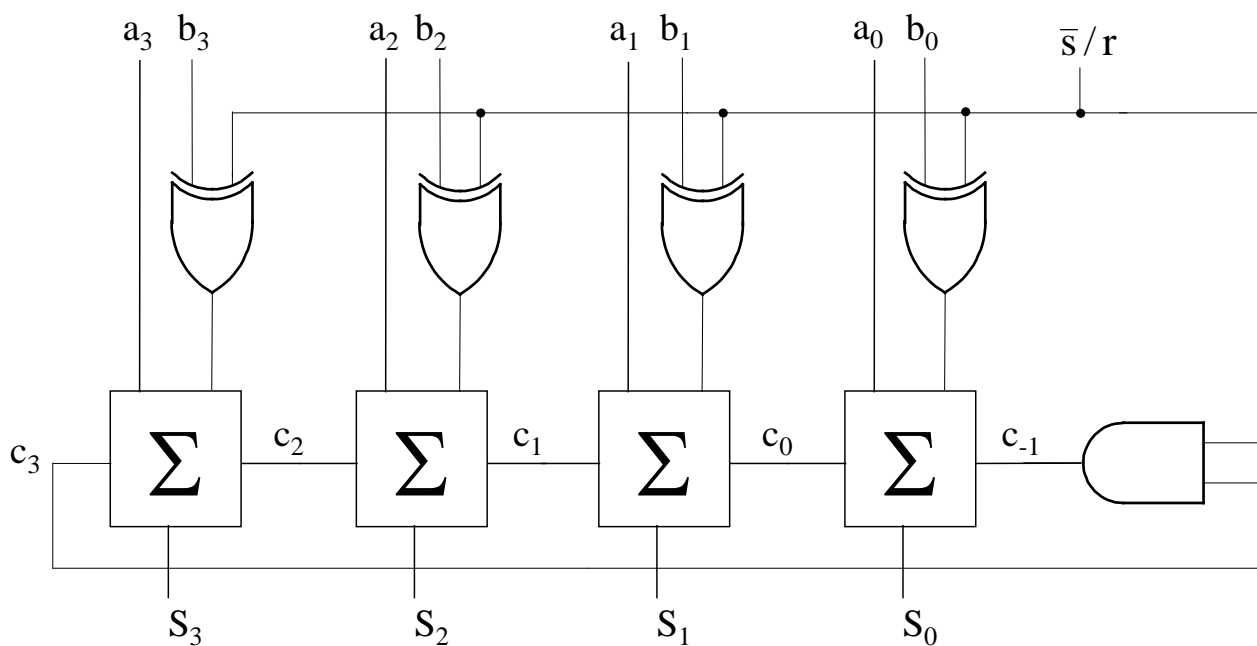 a₃ b₃ a₂ b₂ a₁ b₁ a₀ b₀ s̅/r
c₃ Σ c₂ Σ c₁ Σ c₀ Σ c₋₁
S₃ S₂ S₁ S₀